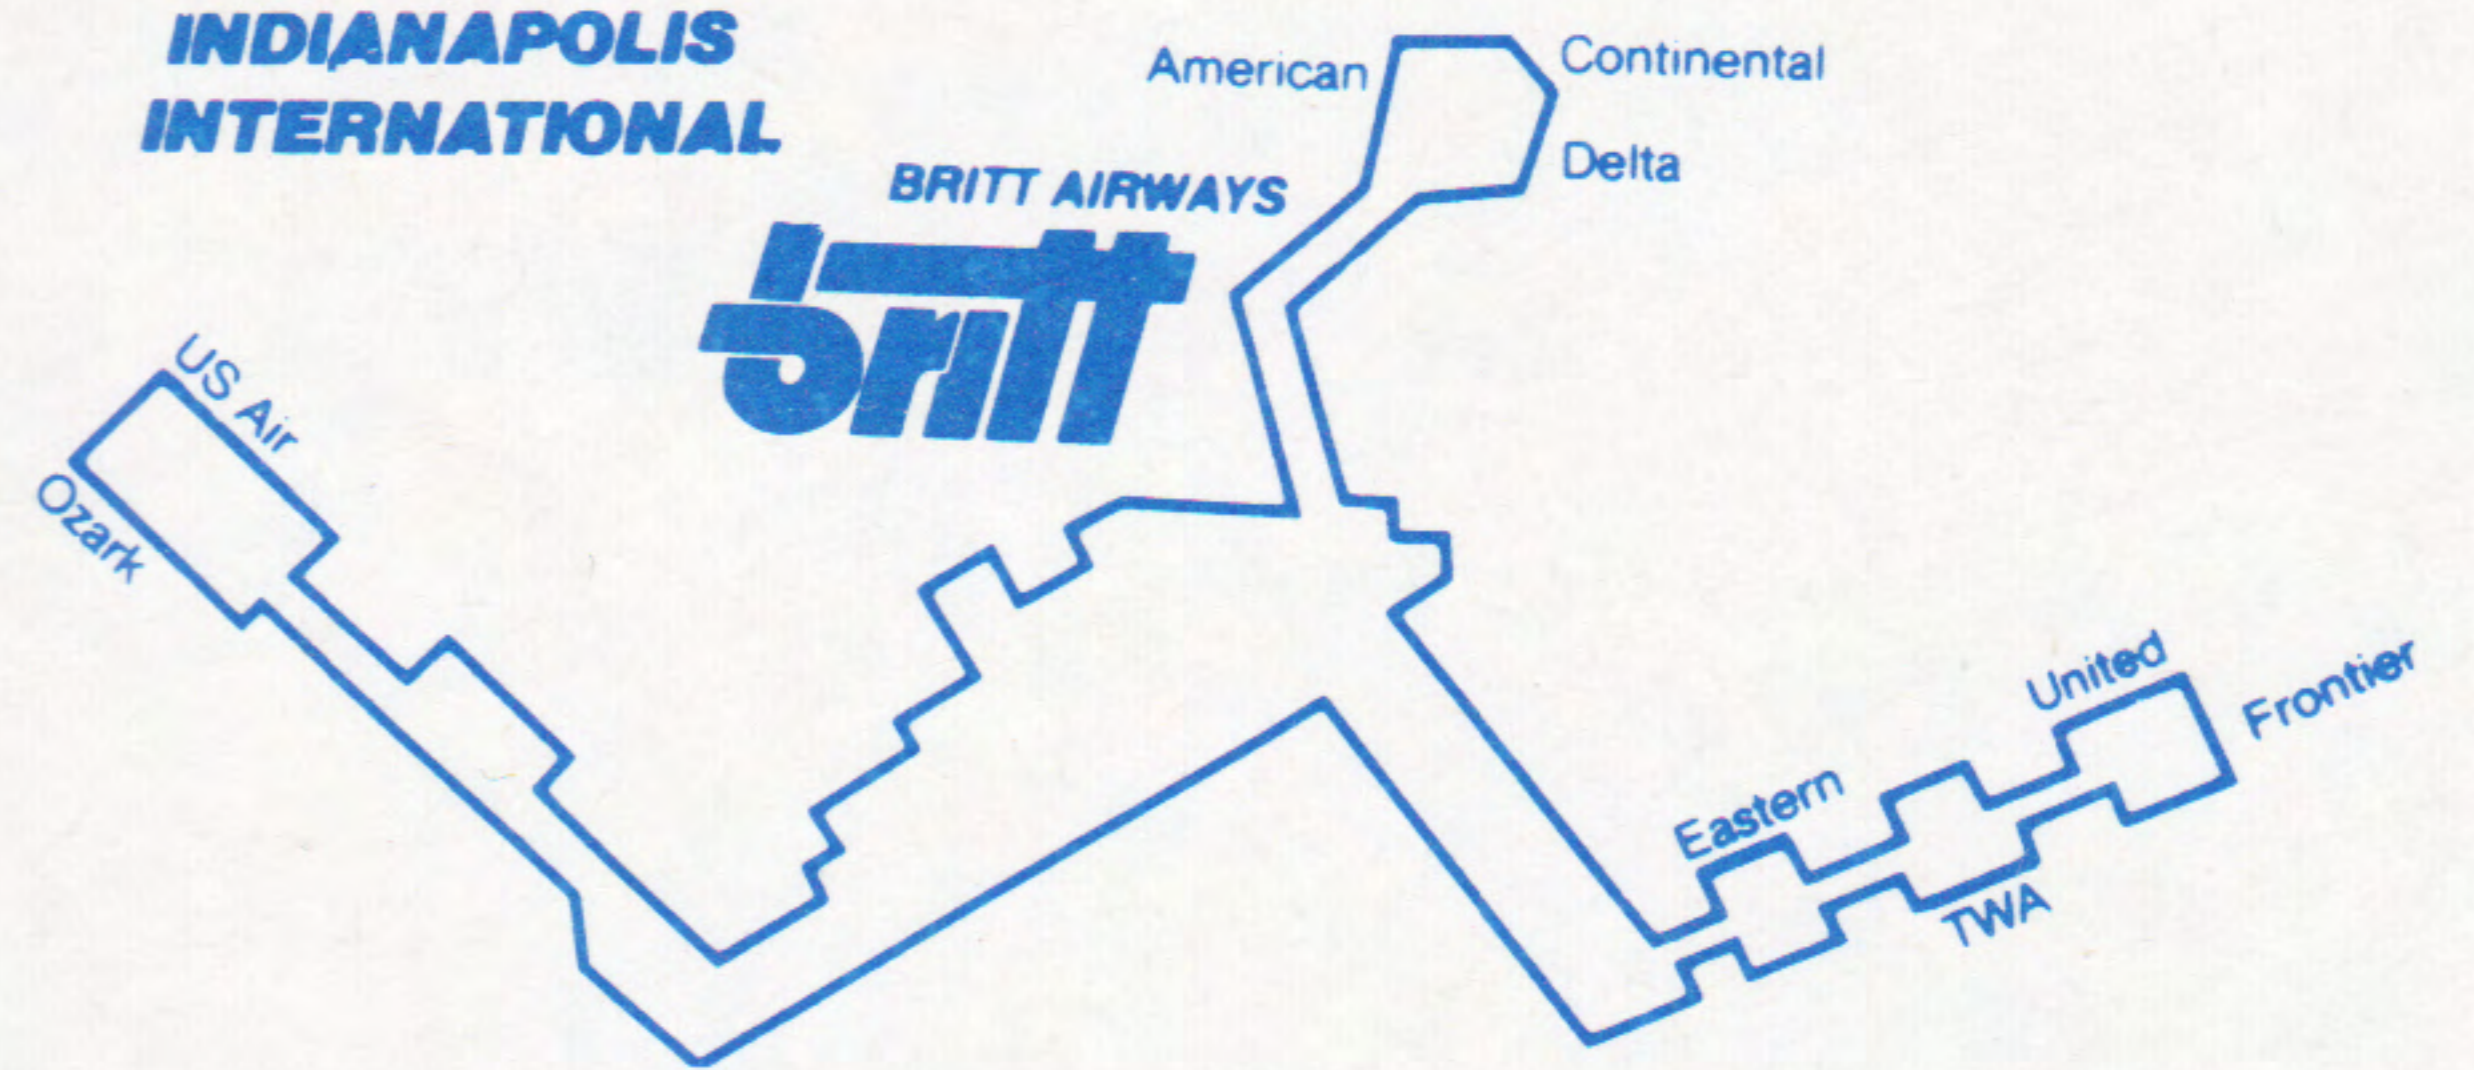 INDIANAPOLIS
INTERNATIONAL
BRITT AIRWAYS
britt
American
Continental
Delta
US Air
Ozark
United
Frontier
Eastern
TWA